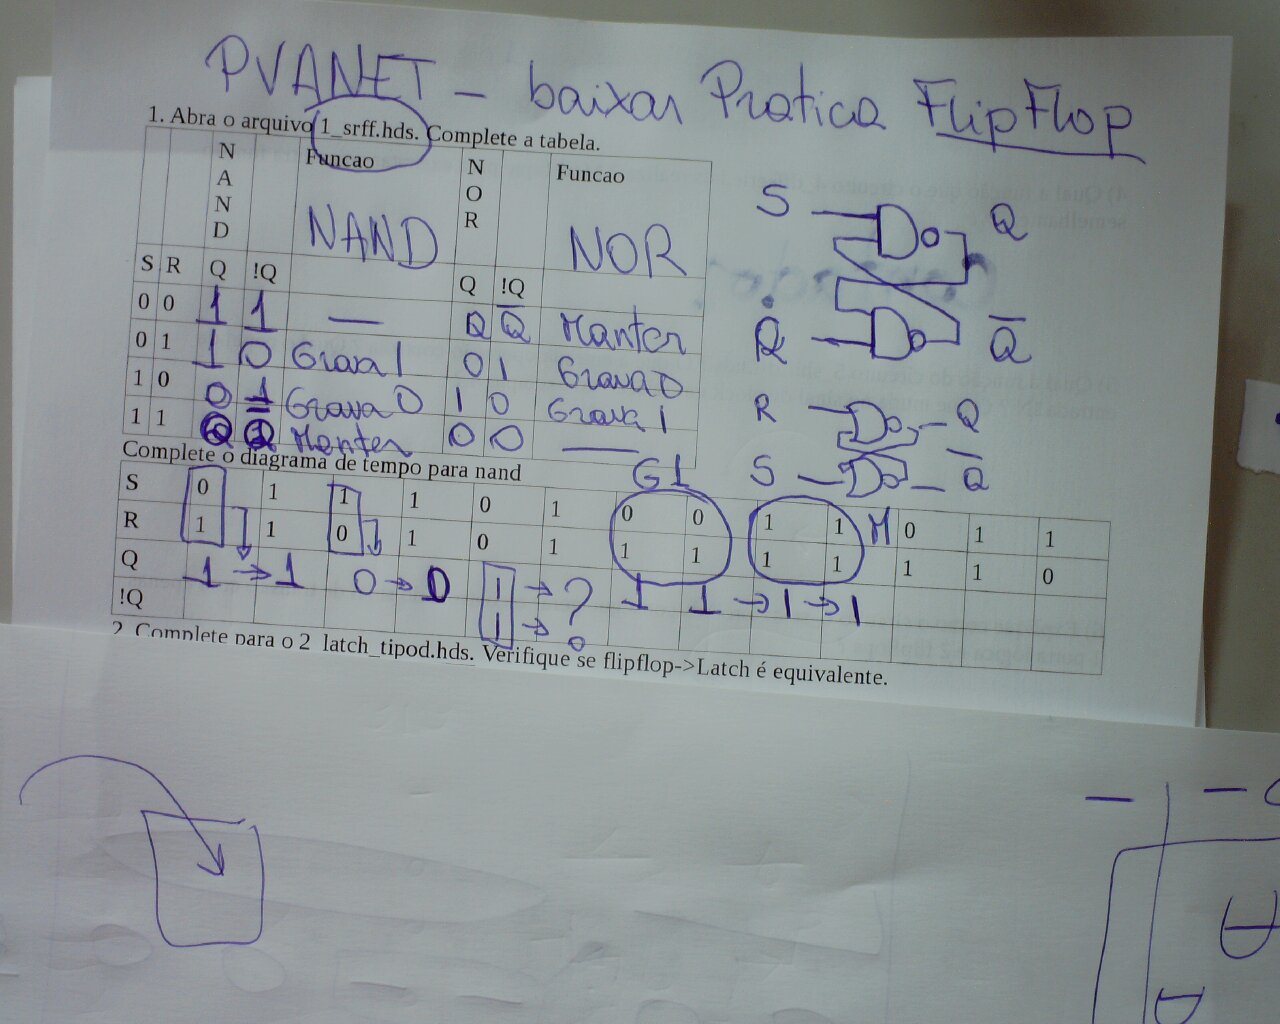 PVANET - baixar Pratica FlipFlop
1. Abra o arquivo 1_srff.hds. Complete a tabela.
NAND Funcao NOR Funcao
NAND NOR
S R Q !Q Q !Q
0 0 1 1 — Q Q̅ Manter
0 1 1 0 Grava 1 0 1 Grava 0
1 0 0 1 Grava 0 1 0 Grava 1
1 1 Q Q̅ Manter 0 0 —
S Q
R Q̅
R Q
S Q̅
Complete o diagrama de tempo para nand
G1
S 0 1 1 1 0 1 0 0 1 1 M 0 1 1
R 1 1 0 1 0 1 1 1 1 1 1 1 0
Q 1 → 1 0 → 0 1 → ? 1 1 → 1 → 1
!Q 1 →
2. Complete para o 2_latch_tipod.hds. Verifique se flipflop->Latch é equivalente.